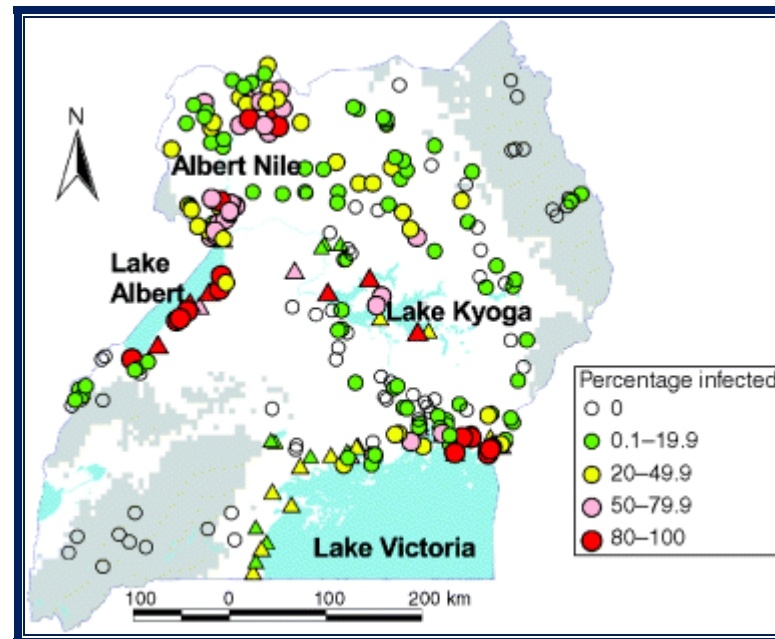 N
Albert Nile
Lake
Albert
Lake Kyoga
Percentage infected
0
0.1–19.9
20–49.9
50–79.9
80–100
Lake Victoria
100 0 100 200 km